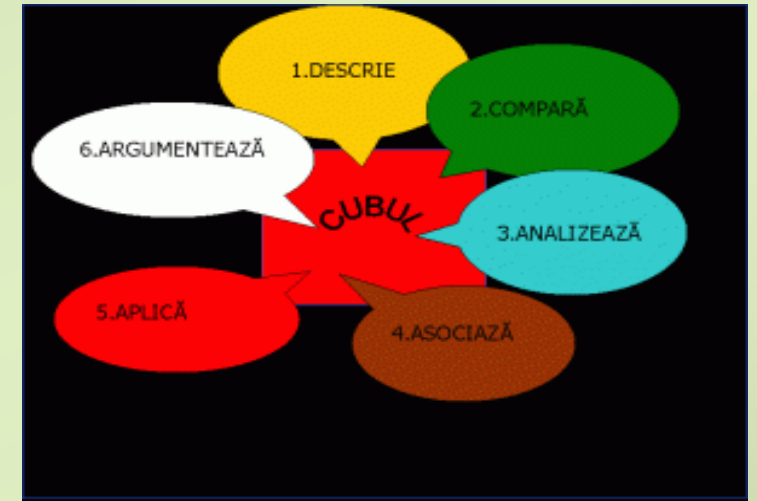 1.DESCRIE
2.COMPARĂ
3.ANALIZEAZĂ
4.ASOCIAZĂ
5.APLICĂ
6.ARGUMENTEAZĂ
CUBUL